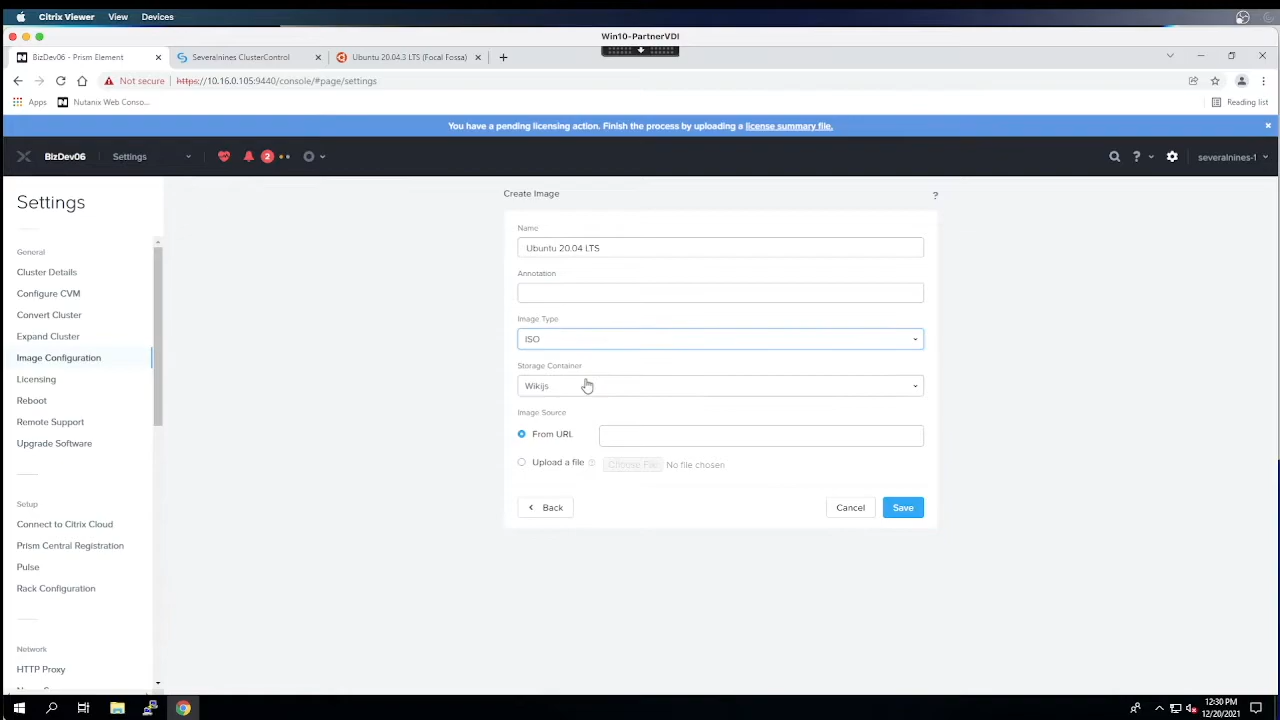 Citrix Viewer View Devices
Win10-PartnerVDI
BizDev06 - Prism Element
Severalnines ClusterControl
Ubuntu 20.04.3 LTS (Focal Fossa)
Not secure https://10.16.0.105:9440/console/#page/settings
Apps Nutanix Web Conso...
Reading list
You have a pending licensing action. Finish the process by uploading a license summary file.
BizDev06 Settings 2 ? severalnines-1
Settings
General
Cluster Details
Configure CVM
Convert Cluster
Expand Cluster
Image Configuration
Licensing
Reboot
Remote Support
Upgrade Software
Setup
Connect to Citrix Cloud
Prism Central Registration
Pulse
Rack Configuration
Network
HTTP Proxy
Create Image ?
Name
Ubuntu 20.04 LTS
Annotation
Image Type
ISO
Storage Container
Wikijs
Image Source
From URL
Upload a file Choose File No file chosen
Back Cancel Save
12:30 PM
12/20/2021